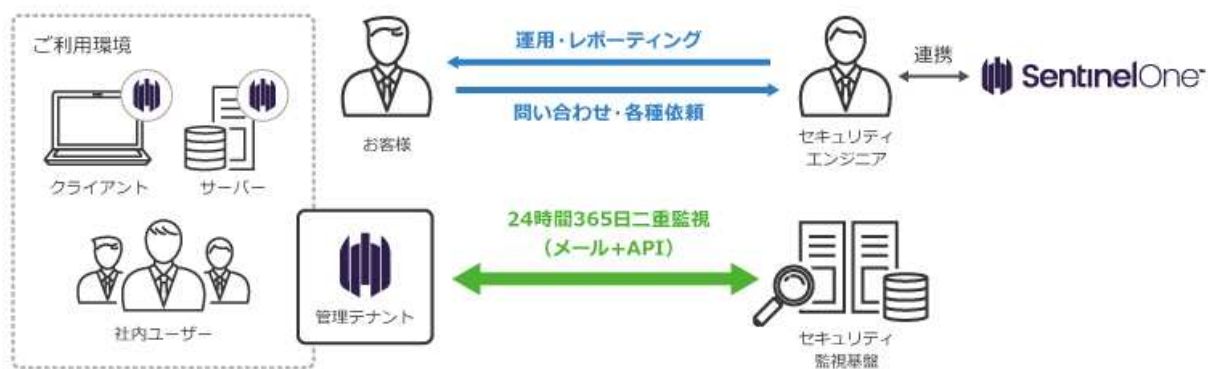 ご利用環境
クライアント
サーバー
社内ユーザー
管理テナント
お客様
運用・レポーティング
問い合わせ・各種依頼
セキュリティ
エンジニア
連携
SentinelOne™
24時間365日二重監視
（メール+API）
セキュリティ
監視基盤